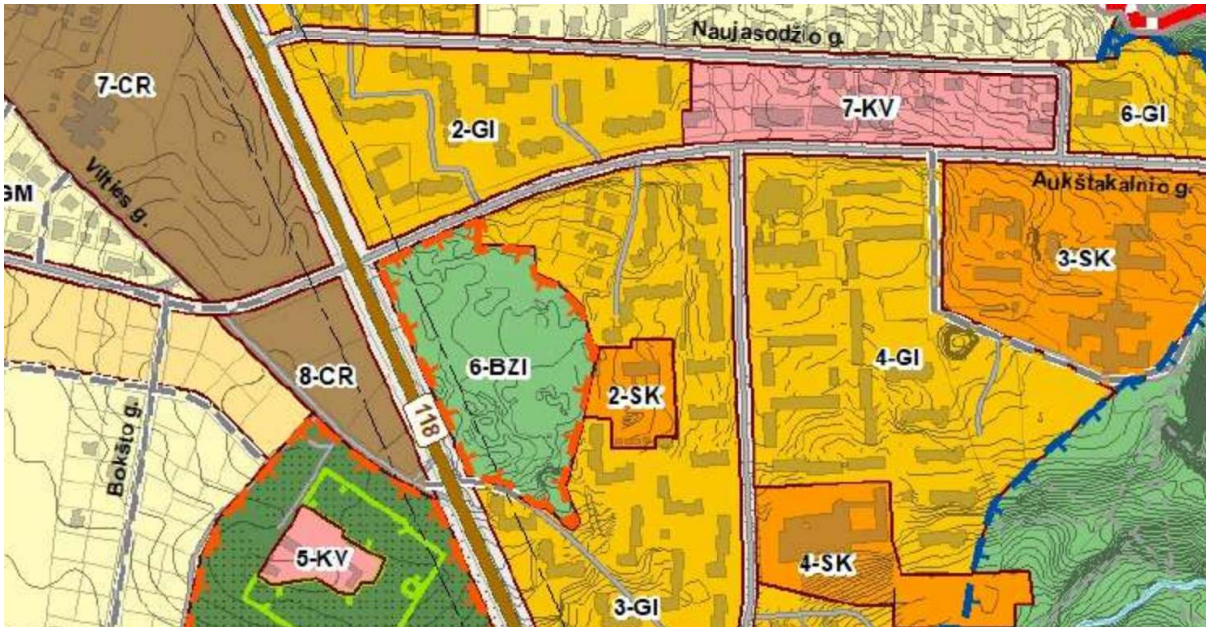 Naujasodžio g.
7-CR
7-KV
6-GI
2-GI
Vilties g.
Aukštakalnio g.
GM
3-SK
6-BZI
4-GI
8-CR
2-SK
118
Bokšto g.
5-KV
4-SK
3-GI